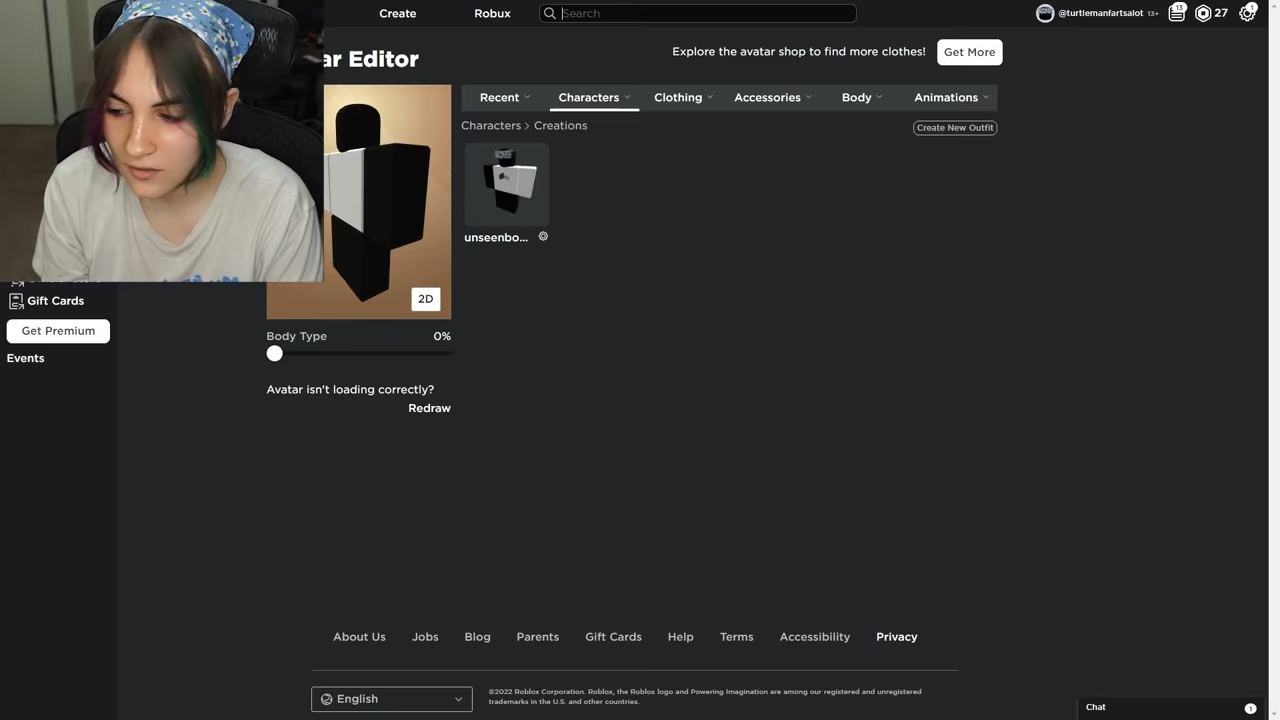 Create
Robux
Search
@turtlemanfartsalot 13+
13
27
1
ar Editor
Explore the avatar shop to find more clothes!
Get More
Recent
Characters
Clothing
Accessories
Body
Animations
Characters > Creations
Create New Outfit
unseenbo...
2D
Gift Cards
Get Premium
Events
Body Type
0%
Avatar isn't loading correctly?
Redraw
About Us
Jobs
Blog
Parents
Gift Cards
Help
Terms
Accessibility
Privacy
English
©2022 Roblox Corporation. Roblox, the Roblox logo and Powering Imagination are among our registered and unregistered
trademarks in the U.S. and other countries.
Chat
1